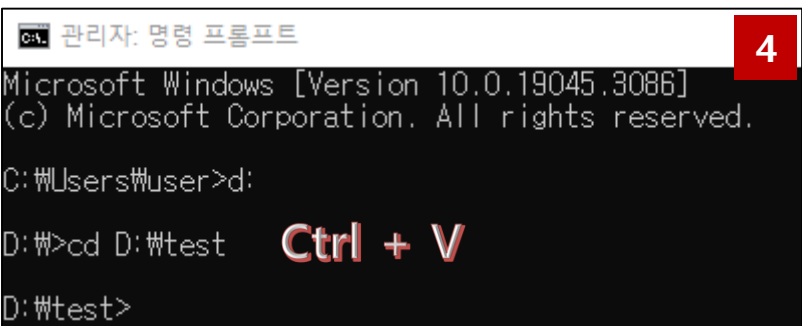 관리자: 명령 프롬프트
4
Microsoft Windows [Version 10.0.19045.3086]
(c) Microsoft Corporation. All rights reserved.
C:₩Users₩user>d:
D:₩>cd D:₩test
Ctrl + V
D:₩test>